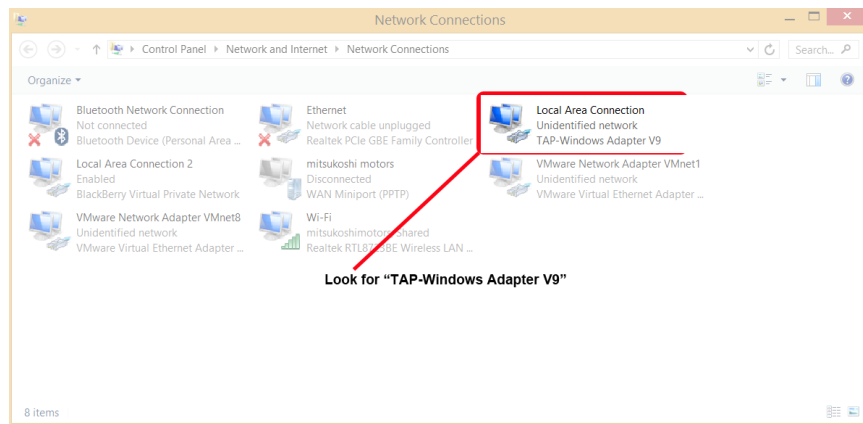 Network Connections
Control Panel Network and Internet Network Connections
Search...
Organize
Bluetooth Network Connection
Not connected
Bluetooth Device (Personal Area ...
Ethernet
Network cable unplugged
Realtek PCIe GBE Family Controller
Local Area Connection
Unidentified network
TAP-Windows Adapter V9
Local Area Connection 2
Enabled
BlackBerry Virtual Private Network
mitsukoshi motors
Disconnected
WAN Miniport (PPTP)
VMware Network Adapter VMnet1
Unidentified network
VMware Virtual Ethernet Adapter ...
VMware Network Adapter VMnet8
Unidentified network
VMware Virtual Ethernet Adapter ...
Wi-Fi
mitsukoshimotors Shared
Realtek RTL8723BE Wireless LAN ...
Look for “TAP-Windows Adapter V9”
8 items